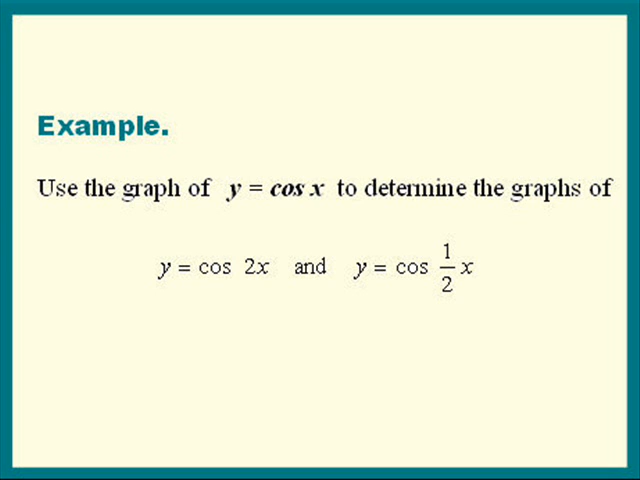 Example.
Use the graph of y = cos x to determine the graphs of
y = cos 2x and y = cos 1/2 x